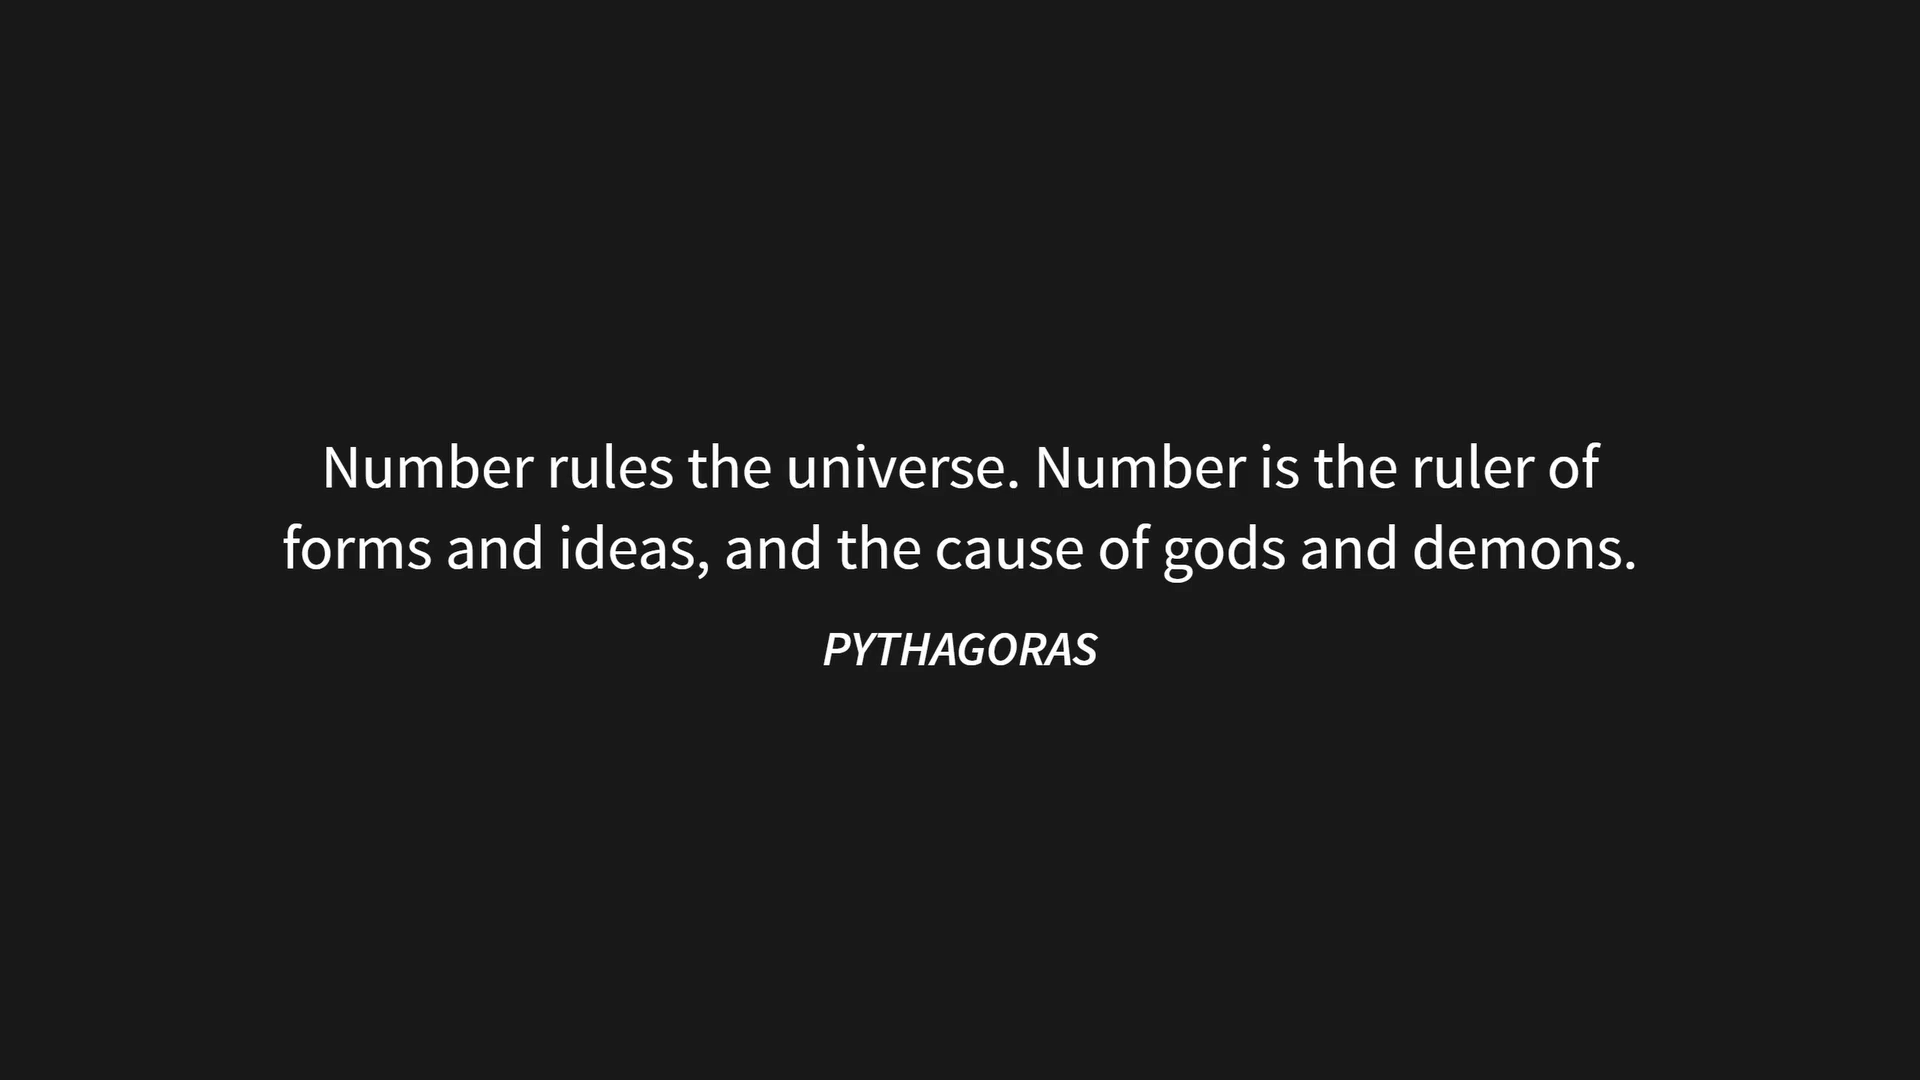 Number rules the universe. Number is the ruler of
forms and ideas, and the cause of gods and demons.
PYTHAGORAS